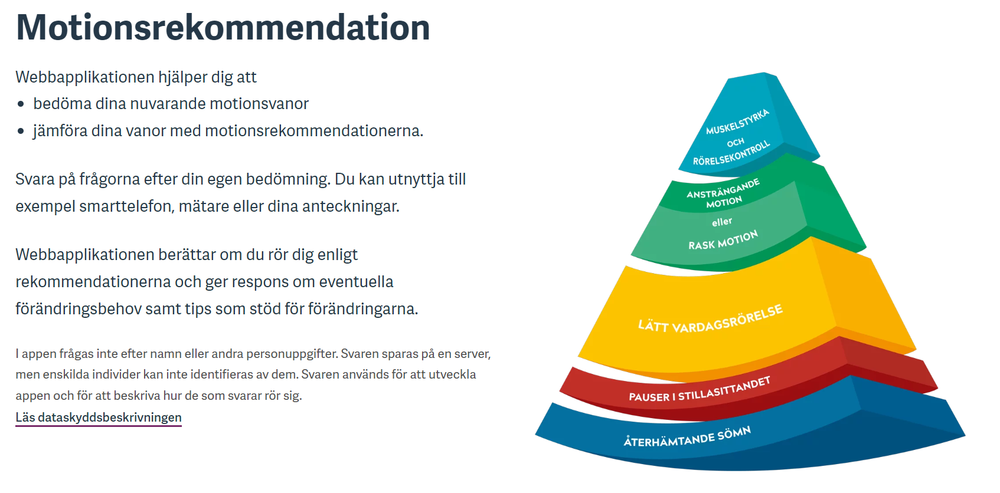 Motionsrekommendation
Webbapplikationen hjälper dig att
• bedöma dina nuvarande motionsvanor
• jämföra dina vanor med motionsrekommendationerna.
Svara på frågorna efter din egen bedömning. Du kan utnyttja till
exempel smarttelefon, mätare eller dina anteckningar.
Webbapplikationen berättar om du rör dig enligt
rekommendationerna och ger respons om eventuella
förändringsbehov samt tips som stöd för förändringarna.
I appen frågas inte efter namn eller andra personuppgifter. Svaren sparas på en server,
men enskilda individer kan inte identifieras av dem. Svaren används för att utveckla
appen och för att beskriva hur de som svarar rör sig.
Läs dataskyddsbeskrivningen
MUSKELSTYRKA
OCH
RÖRELSEKONTROLL
ANSTRÄNGANDE
MOTION
eller
RASK MOTION
LÄTT VARDAGSRÖRELSE
PAUSER I STILLASITTANDET
ÅTERHÄMTANDE SÖMN